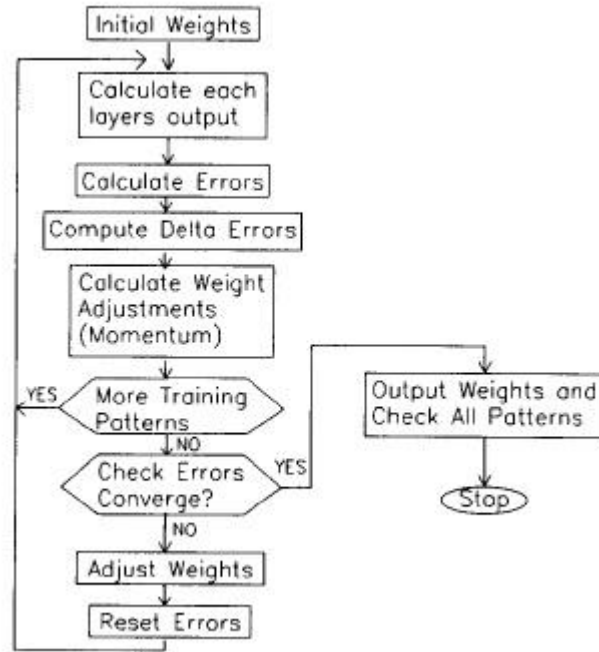 Initial Weights
Calculate each
layers output
Calculate Errors
Compute Delta Errors
Calculate Weight
Adjustments
(Momentum)
YES
More Training
Patterns
NO
Check Errors
Converge?
YES
NO
Adjust Weights
Reset Errors
Output Weights and
Check All Patterns
Stop